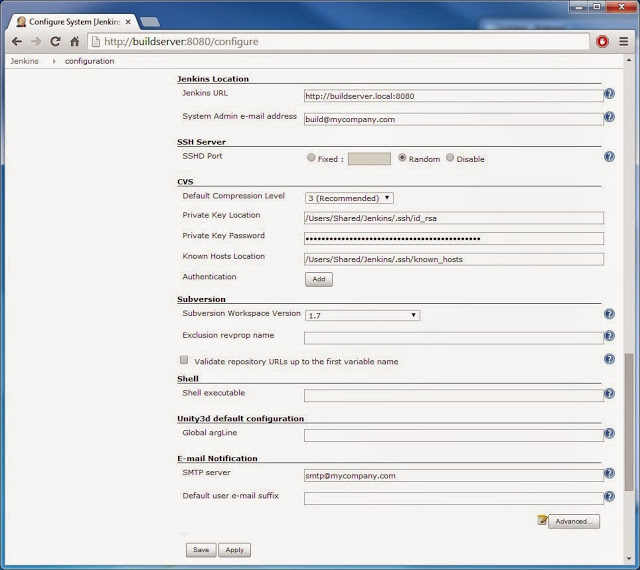 Configure System [Jenkins
http://buildserver:8080/configure
Jenkins configuration
Jenkins Location
Jenkins URL http://buildserver.local:8080
System Admin e-mail address build@mycompany.com
SSH Server
SSHD Port Fixed : Random Disable
CVS
Default Compression Level 3 (Recommended)
Private Key Location /Users/Shared/Jenkins/.ssh/id_rsa
Private Key Password
Known Hosts Location /Users/Shared/Jenkins/.ssh/known_hosts
Authentication Add
Subversion
Subversion Workspace Version 1.7
Exclusion revprop name
Validate repository URLs up to the first variable name
Shell
Shell executable
Unity3d default configuration
Global argLine
E-mail Notification
SMTP server smtp@mycompany.com
Default user e-mail suffix
Advanced...
Save Apply